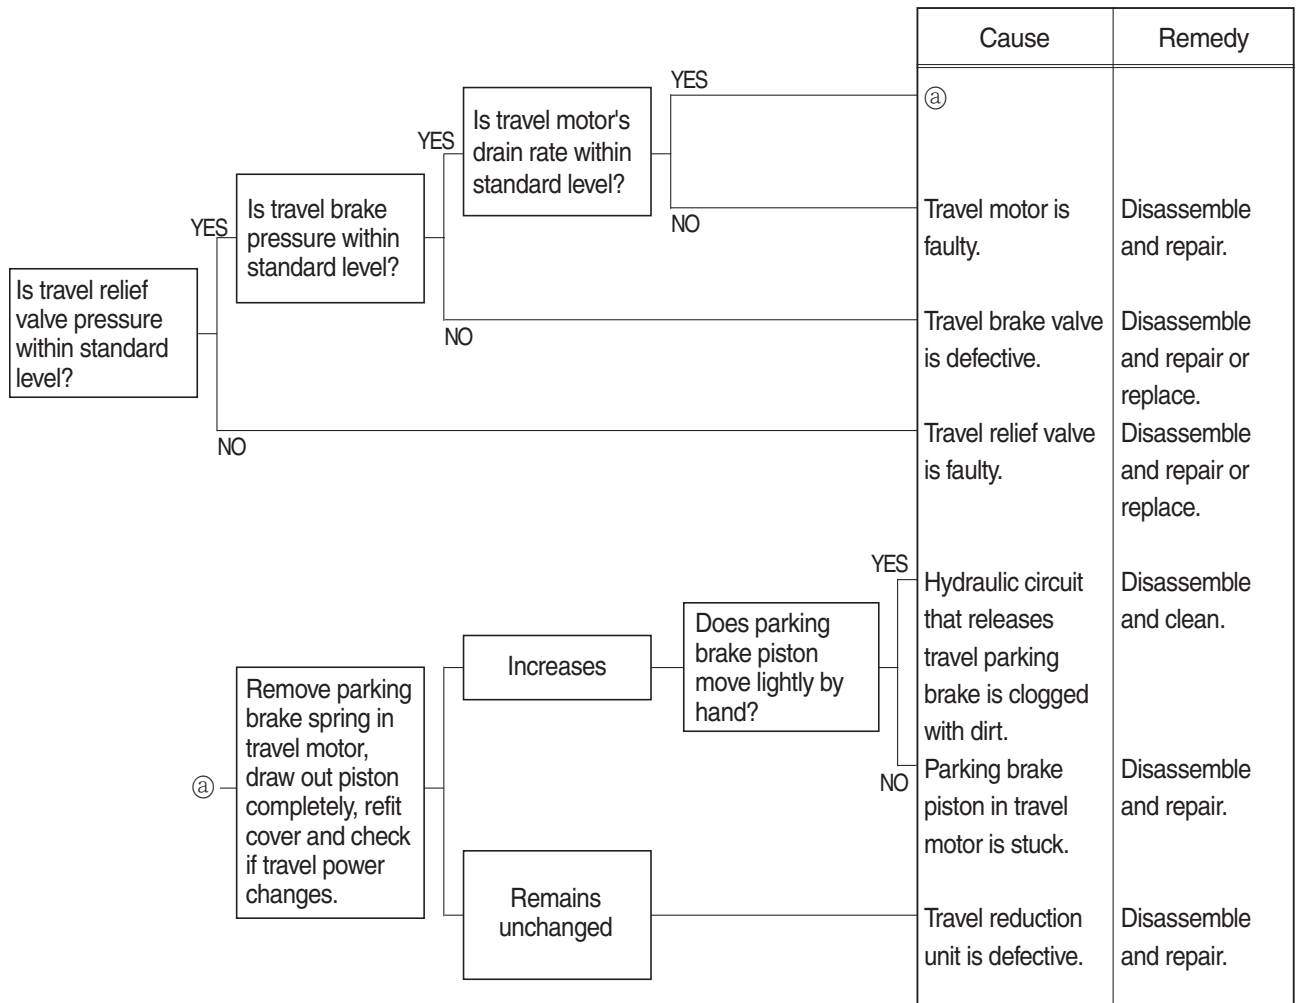 Cause
Remedy
YES
ⓐ
Is travel motor's
drain rate within
standard level?
YES
NO
Travel motor is
faulty.
Disassemble
and repair.
Is travel brake
pressure within
standard level?
YES
NO
Travel brake valve
is defective.
Disassemble
and repair or
replace.
Is travel relief
valve pressure
within standard
level?
NO
Travel relief valve
is faulty.
Disassemble
and repair or
replace.
ⓐ
Remove parking
brake spring in
travel motor,
draw out piston
completely, refit
cover and check
if travel power
changes.
Increases
Does parking
brake piston
move lightly by
hand?
YES
Hydraulic circuit
that releases
travel parking
brake is clogged
with dirt.
Disassemble
and clean.
NO
Parking brake
piston in travel
motor is stuck.
Disassemble
and repair.
Remains
unchanged
Travel reduction
unit is defective.
Disassemble
and repair.